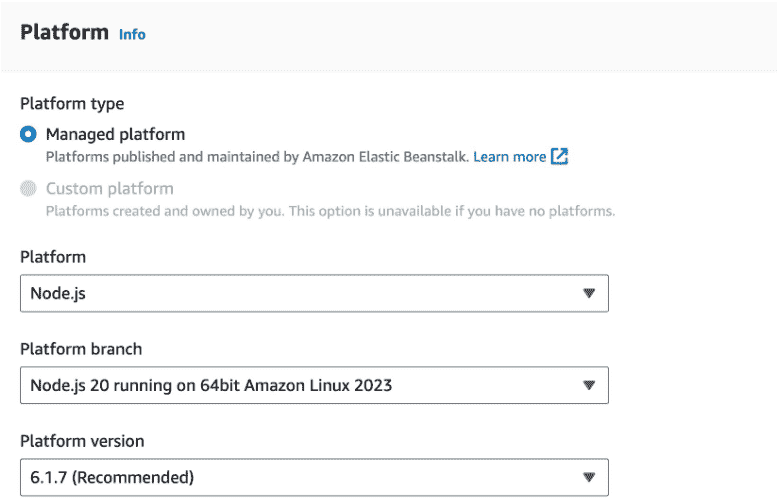 Platform Info
Platform type
Managed platform
Platforms published and maintained by Amazon Elastic Beanstalk. Learn more
Custom platform
Platforms created and owned by you. This option is unavailable if you have no platforms.
Platform
Node.js
Platform branch
Node.js 20 running on 64bit Amazon Linux 2023
Platform version
6.1.7 (Recommended)